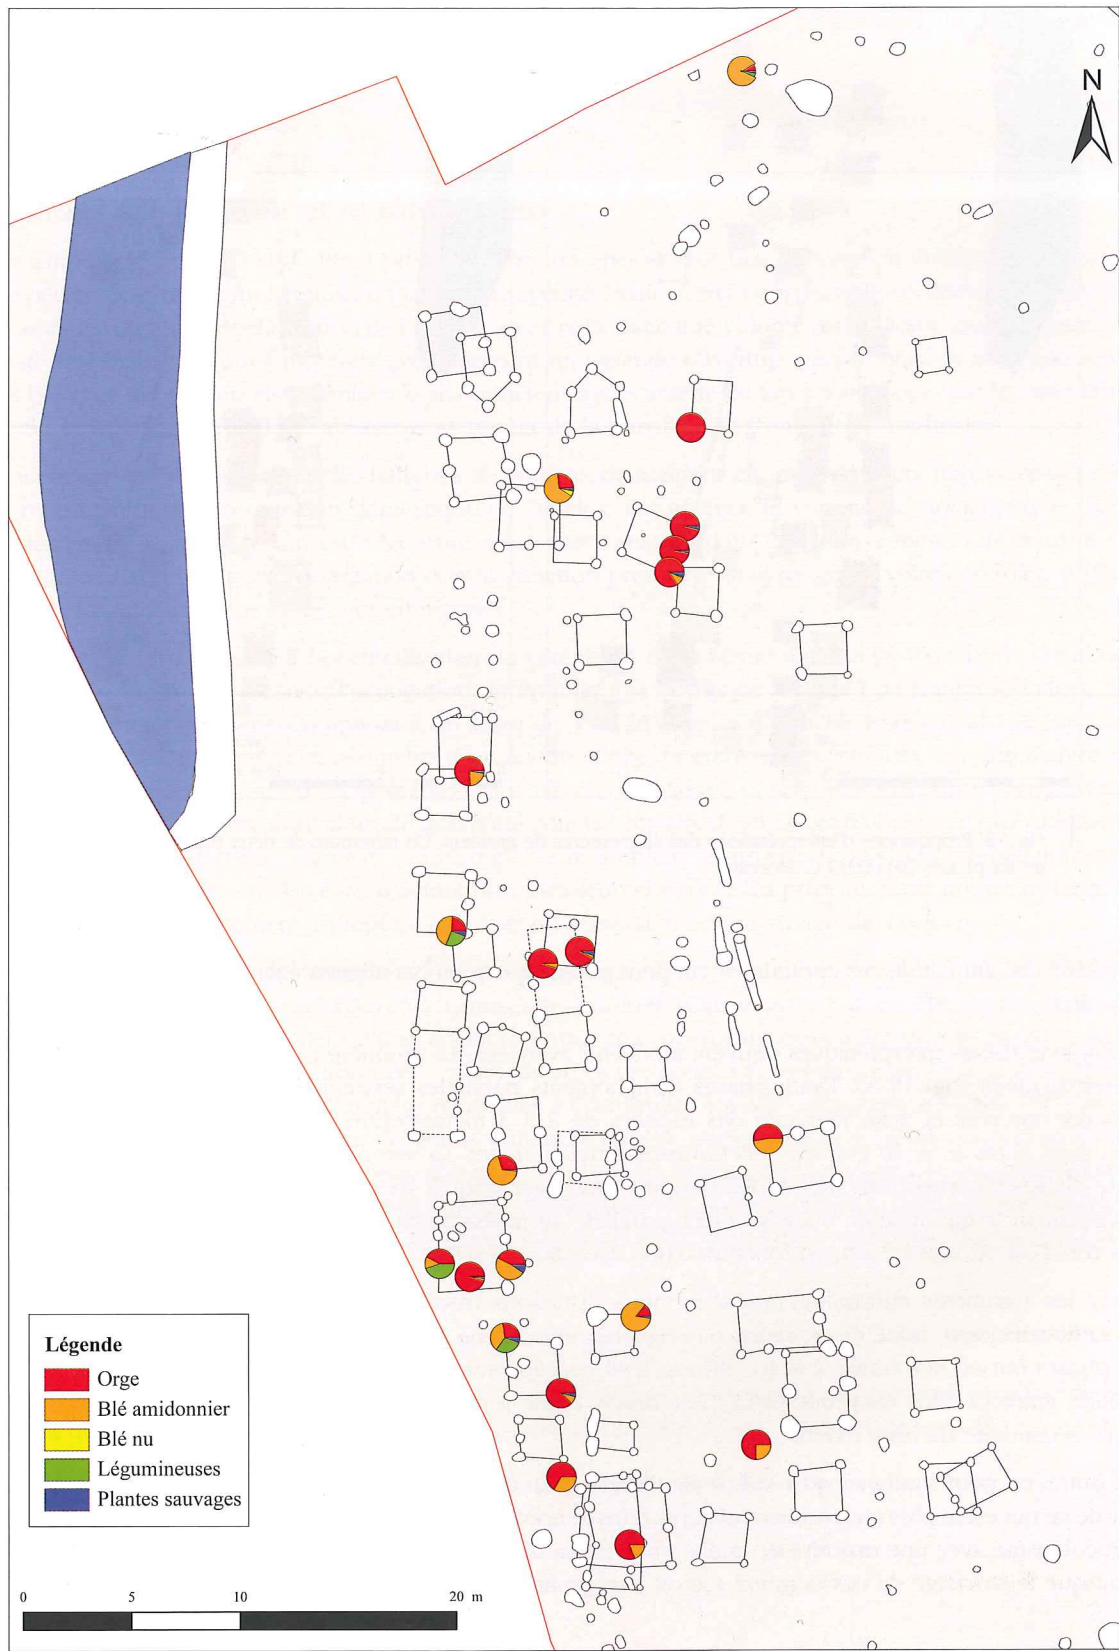 N
Légende
Orge
Blé amidonnier
Blé nu
Légumineuses
Plantes sauvages
0 5 10 20 m